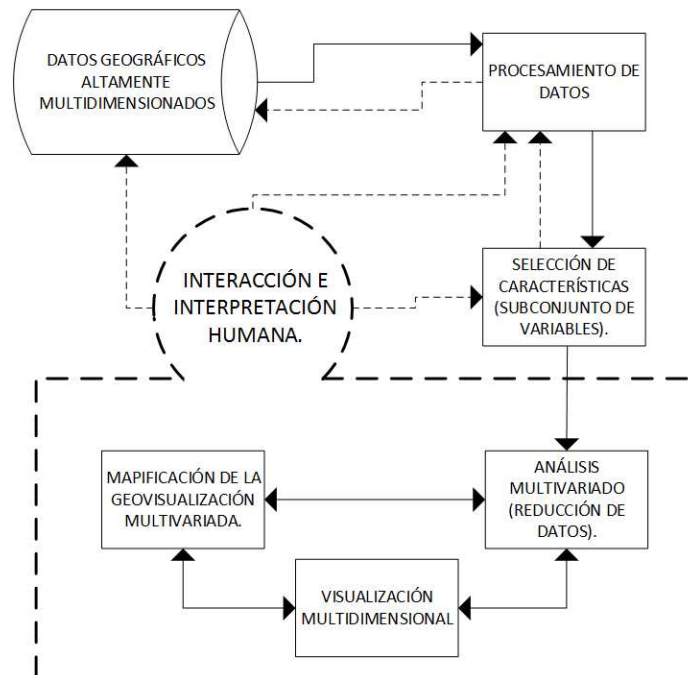 DATOS GEOGRÁFICOS
ALTAMENTE
MULTIDIMENSIONADOS
PROCESAMIENTO DE
DATOS
INTERACCIÓN E
INTERPRETACIÓN
HUMANA.
SELECCIÓN DE
CARACTERÍSTICAS
(SUBCONJUNTO DE
VARIABLES).
MAPIFICACIÓN DE LA
GEOVISUALIZACIÓN
MULTIVARIADA.
ANÁLISIS
MULTIVARIADO
(REDUCCIÓN DE
DATOS).
VISUALIZACIÓN
MULTIDIMENSIONAL